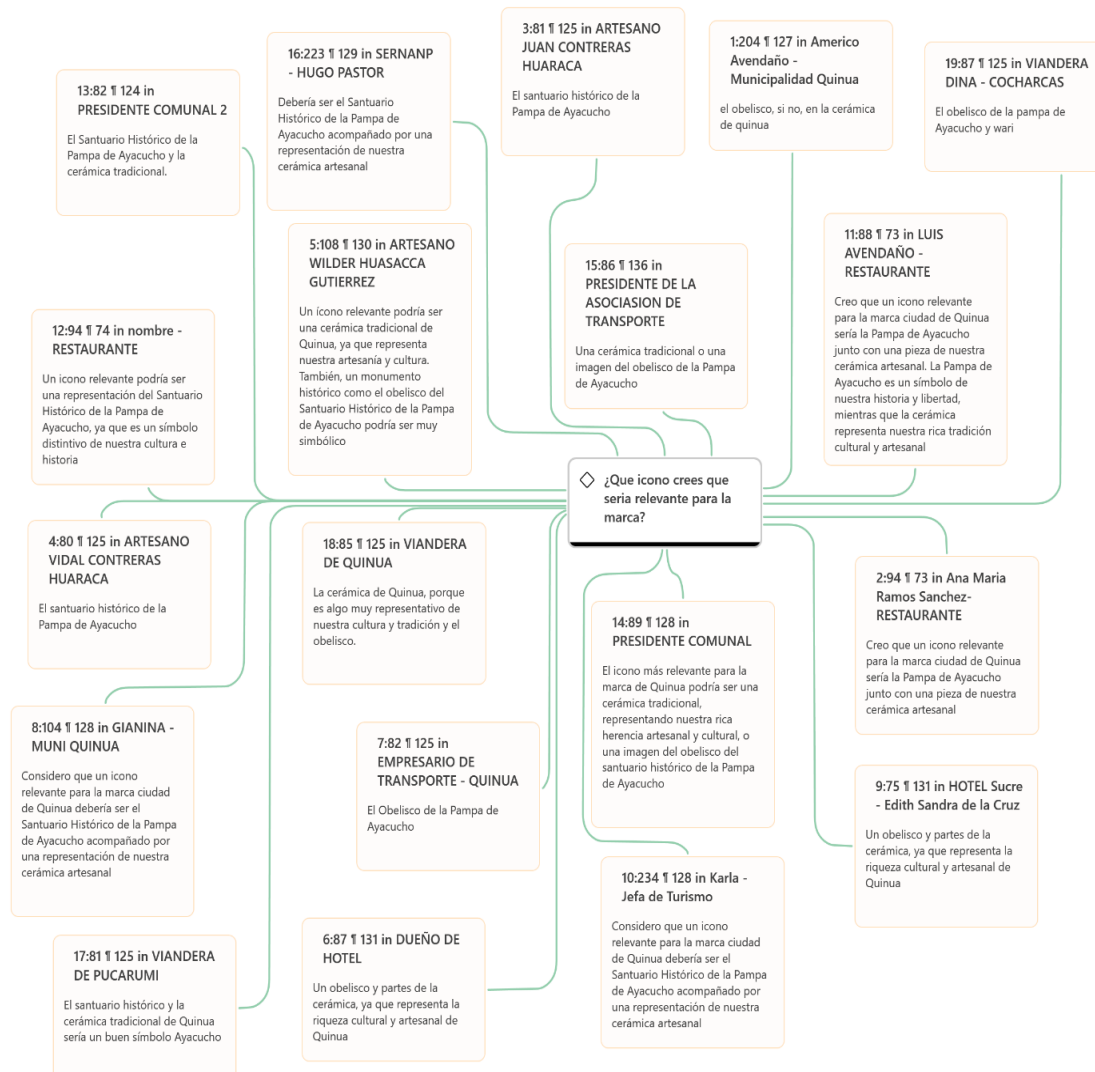 3:81 ¶ 125 in ARTESANO
JUAN CONTRERAS
HUARACA
El santuario histórico de la
Pampa de Ayacucho
1:204 ¶ 127 in Americo
Avendaño -
Municipalidad Quinua
el obelisco, si no, en la cerámica
de quinua
16:223 ¶ 129 in SERNANP
- HUGO PASTOR
Debería ser el Santuario
Histórico de la Pampa de
Ayacucho acompañado por una
representación de nuestra
cerámica artesanal
19:87 ¶ 125 in VIANDERA
DINA - COCHARCAS
El obelisco de la pampa de
Ayacucho y wari
13:82 ¶ 124 in
PRESIDENTE COMUNAL 2
El Santuario Histórico de la
Pampa de Ayacucho y la
cerámica tradicional.
5:108 ¶ 130 in ARTESANO
WILDER HUASACCA
GUTIERREZ
Un ícono relevante podría ser
una cerámica tradicional de
Quinua, ya que representa
nuestra artesanía y cultura.
También, un monumento
histórico como el obelisco del
Santuario Histórico de la Pampa
de Ayacucho podría ser muy
simbólico
15:86 ¶ 136 in
PRESIDENTE DE LA
ASOCIASION DE
TRANSPORTE
Una cerámica tradicional o una
imagen del obelisco de la Pampa
de Ayacucho
11:88 ¶ 73 in LUIS
AVENDAÑO -
RESTAURANTE
Creo que un icono relevante
para la marca ciudad de Quinua
sería la Pampa de Ayacucho
junto con una pieza de nuestra
cerámica artesanal. La Pampa de
Ayacucho es un símbolo de
nuestra historia y libertad,
mientras que la cerámica
representa nuestra rica tradición
cultural y artesanal
12:94 ¶ 74 in nombre -
RESTAURANTE
Un icono relevante podría ser
una representación del Santuario
Histórico de la Pampa de
Ayacucho, ya que es un símbolo
distintivo de nuestra cultura e
historia
¿Que icono crees que
seria relevante para la
marca?
4:80 ¶ 125 in ARTESANO
VIDAL CONTRERAS
HUARACA
El santuario histórico de la
Pampa de Ayacucho
18:85 ¶ 125 in VIANDERA
DE QUINUA
La cerámica de Quinua, porque
es algo muy representativo de
nuestra cultura y tradición y el
obelisco.
14:89 ¶ 128 in
PRESIDENTE COMUNAL
El icono más relevante para la
marca de Quinua podría ser una
cerámica tradicional,
representando nuestra rica
herencia artesanal y cultural, o
una imagen del obelisco del
santuario histórico de la Pampa
de Ayacucho
2:94 ¶ 73 in Ana Maria
Ramos Sanchez-
RESTAURANTE
Creo que un icono relevante
para la marca ciudad de Quinua
sería la Pampa de Ayacucho
junto con una pieza de nuestra
cerámica artesanal
8:104 ¶ 128 in GIANINA -
MUNI QUINUA
Considero que un icono
relevante para la marca ciudad
de Quinua debería ser el
Santuario Histórico de la Pampa
de Ayacucho acompañado por
una representación de nuestra
cerámica artesanal
7:82 ¶ 125 in
EMPRESARIO DE
TRANSPORTE - QUINUA
El Obelisco de la Pampa de
Ayacucho
9:75 ¶ 131 in HOTEL Sucre
- Edith Sandra de la Cruz
Un obelisco y partes de la
cerámica, ya que representa la
riqueza cultural y artesanal de
Quinua
10:234 ¶ 128 in Karla -
Jefa de Turismo
Considero que un icono
relevante para la marca ciudad
de Quinua debería ser el
Santuario Histórico de la Pampa
de Ayacucho acompañado por
una representación de nuestra
cerámica artesanal
6:87 ¶ 131 in DUEÑO DE
HOTEL
Un obelisco y partes de la
cerámica, ya que representa la
riqueza cultural y artesanal de
Quinua
17:81 ¶ 125 in VIANDERA
DE PUCARUMI
El santuario histórico y la
cerámica tradicional de Quinua
sería un buen símbolo Ayacucho